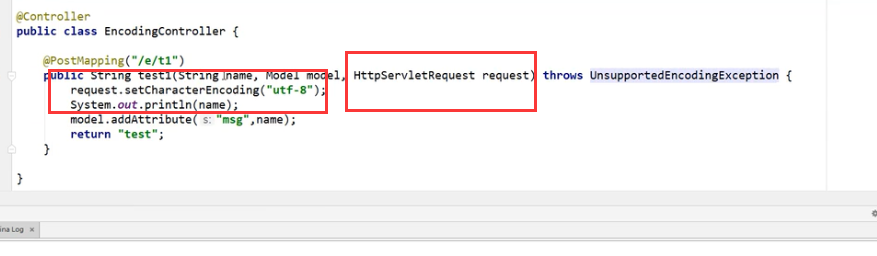 @Controller
public class EncodingController {
@PostMapping("/e/t1")
public String test1(String name, Model model, HttpServletRequest request) throws UnsupportedEncodingException {
request.setCharacterEncoding("utf-8");
System.out.println(name);
model.addAttribute( s: "msg",name);
return "test";
}
}
ina Log ×